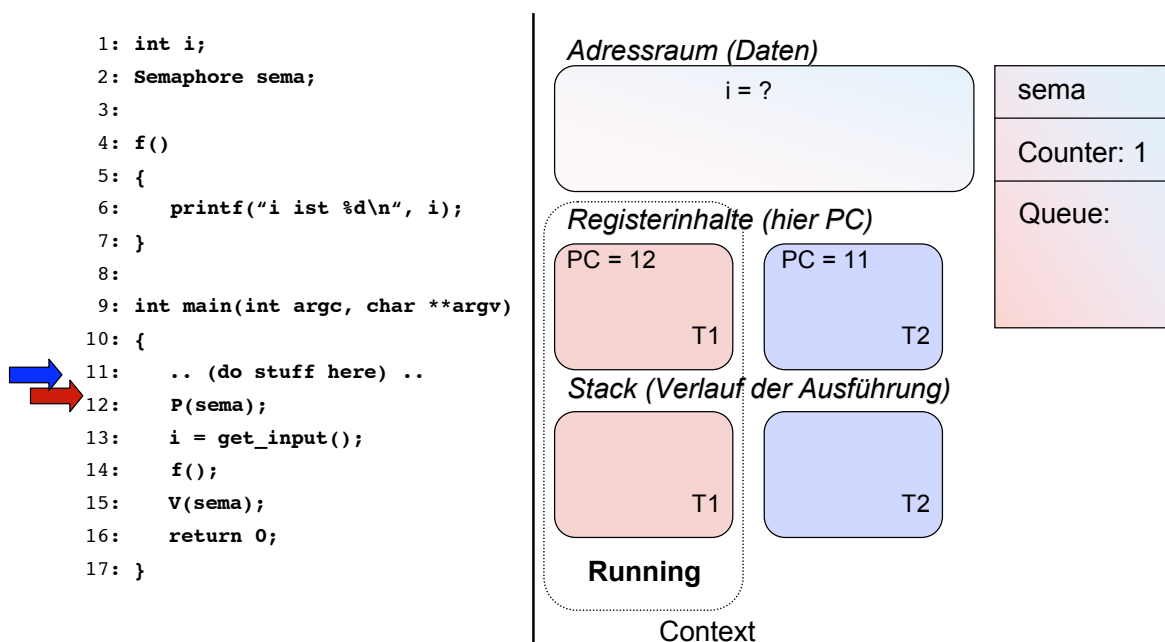 1: int i;
2: Semaphore sema;
3:
4: f()
5: {
6: printf(“i ist %d\n“, i);
7: }
8:
9: int main(int argc, char **argv)
10: {
11: .. (do stuff here) ..
12: P(sema);
13: i = get_input();
14: f();
15: V(sema);
16: return 0;
17: }
Adressraum (Daten)
i = ?
Registerinhalte (hier PC)
PC = 12
T1
PC = 11
T2
Stack (Verlauf der Ausführung)
T1
T2
Running
Context
sema
Counter: 1
Queue: